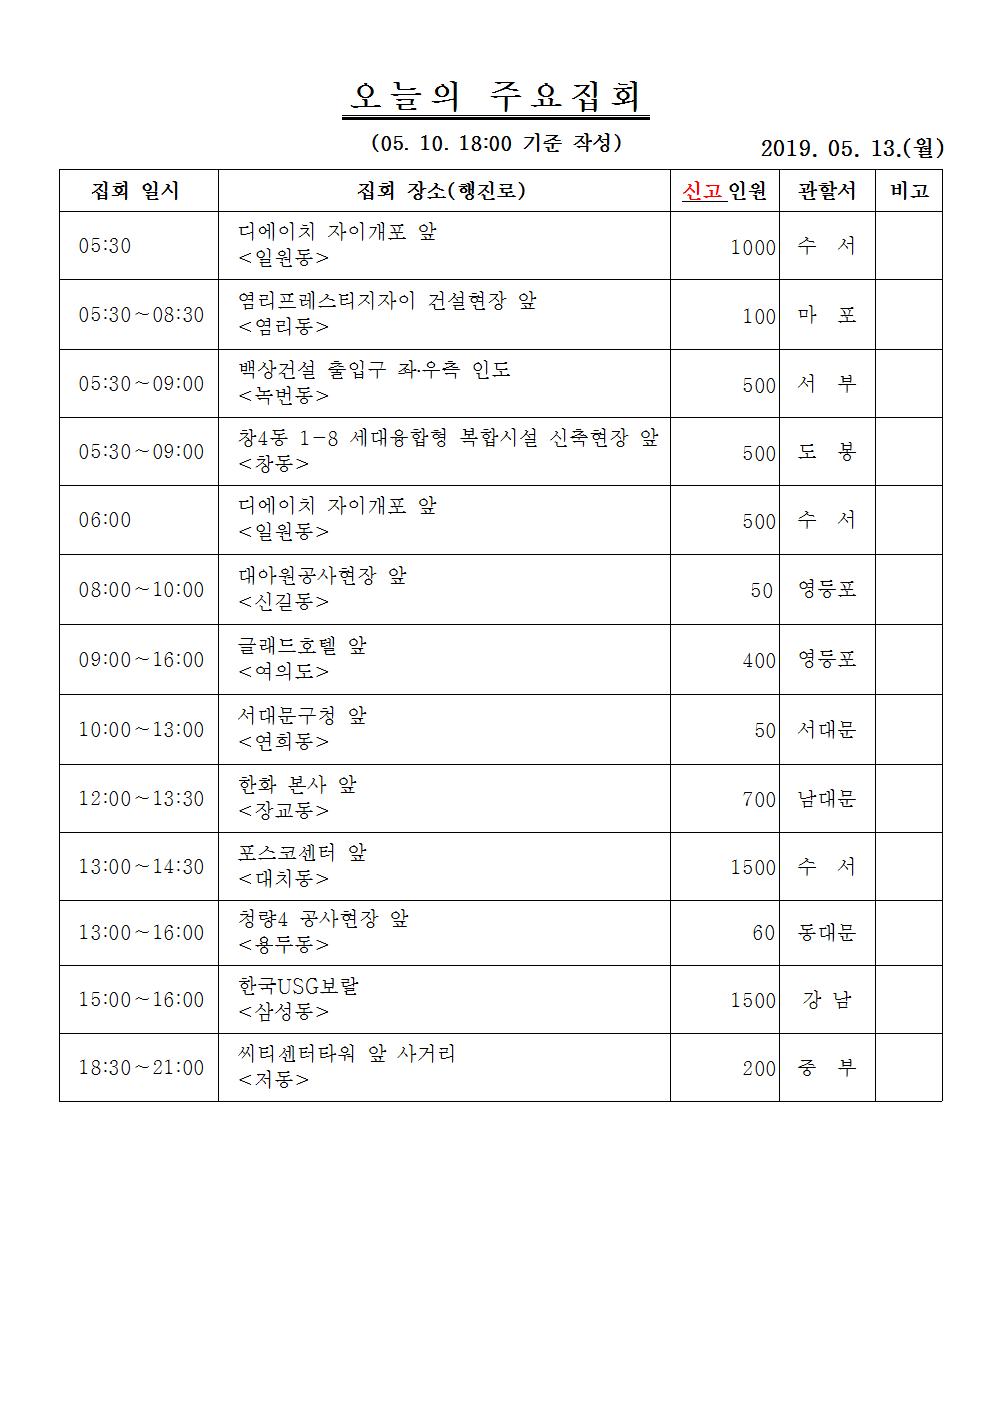 오늘의 주요집회
(05. 10. 18:00 기준 작성)
2019. 05. 13.(월)
집회 일시 집회 장소(행진로) 신고인원 관할서 비고
05:30 디에이치 자이개포 앞 <일원동> 1000 수 서
05:30~08:30 염리프레스티지자이 건설현장 앞 <염리동> 100 마 포
05:30~09:00 백상건설 출입구 좌·우측 인도 <녹번동> 500 서 부
05:30~09:00 창4동 1-8 세대융합형 복합시설 신축현장 앞 <창동> 500 도 봉
06:00 디에이치 자이개포 앞 <일원동> 500 수 서
08:00~10:00 대아원공사현장 앞 <신길동> 50 영등포
09:00~16:00 글래드호텔 앞 <여의도> 400 영등포
10:00~13:00 서대문구청 앞 <연희동> 50 서대문
12:00~13:30 한화 본사 앞 <장교동> 700 남대문
13:00~14:30 포스코센터 앞 <대치동> 1500 수 서
13:00~16:00 청량4 공사현장 앞 <용두동> 60 동대문
15:00~16:00 한국USG보랄 <삼성동> 1500 강 남
18:30~21:00 씨티센터타워 앞 사거리 <저동> 200 중 부